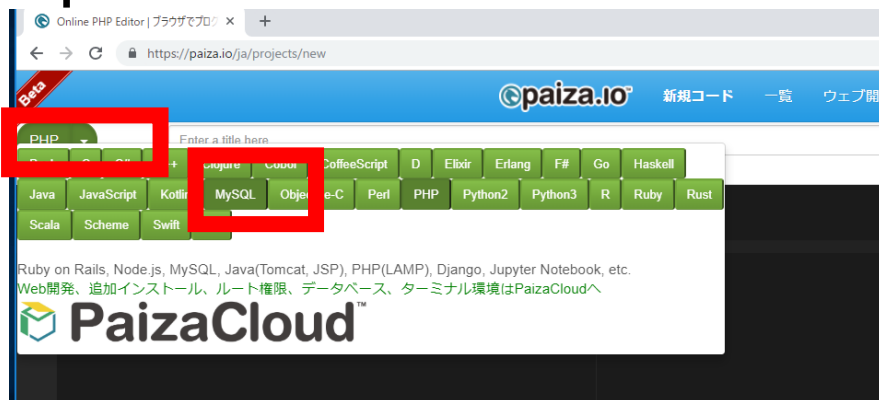 Online PHP Editor | ブラウザでプログ
https://paiza.io/ja/projects/new
Beta
paiza.IO 新規コード 一覧 ウェブ開
PHP Enter a title here
Clojure Cobol CoffeeScript D Elixir Erlang F# Go Haskell
Java JavaScript Kotlin MySQL Objective-C Perl PHP Python2 Python3 R Ruby Rust
Scala Scheme Swift
Ruby on Rails, Node.js, MySQL, Java(Tomcat, JSP), PHP(LAMP), Django, Jupyter Notebook, etc.
Web開発、追加インストール、ルート権限、データベース、ターミナル環境はPaizaCloudへ
PaizaCloud™